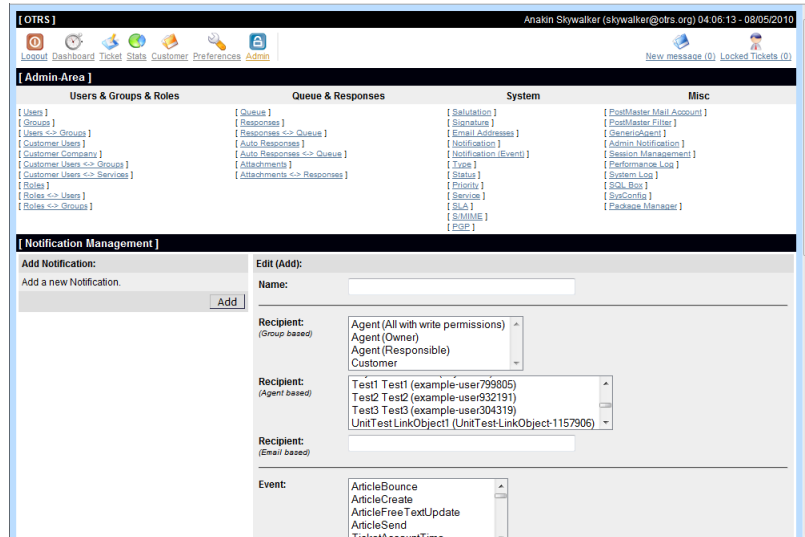 [ OTRS ]
Anakin Skywalker (skywalker@otrs.org) 04:06:13 - 08/05/2010
Logout Dashboard Ticket Stats Customer Preferences Admin
New message (0) Locked Tickets (0)
[ Admin-Area ]
Users & Groups & Roles
[ Users ]
[ Groups ]
[ Users <-> Groups ]
[ Customer Users ]
[ Customer Company ]
[ Customer Users <-> Groups ]
[ Customer Users <-> Services ]
[ Roles ]
[ Roles <-> Users ]
[ Roles <-> Groups ]
Queue & Responses
[ Queue ]
[ Responses ]
[ Responses <-> Queue ]
[ Auto Responses ]
[ Auto Responses <-> Queue ]
[ Attachments ]
[ Attachments <-> Responses ]
System
[ Salutation ]
[ Signature ]
[ Email Addresses ]
[ Notification ]
[ Notification (Event) ]
[ Type ]
[ Status ]
[ Priority ]
[ Service ]
[ SLA ]
[ S/MIME ]
[ PGP ]
Misc
[ PostMaster Mail Account ]
[ PostMaster Filter ]
[ GenericAgent ]
[ Admin Notification ]
[ Session Management ]
[ Performance Log ]
[ System Log ]
[ SQL Box ]
[ SysConfig ]
[ Package Manager ]
[ Notification Management ]
Add Notification:
Add a new Notification.
Add
Edit (Add):
Name:
Recipient:
(Group based)
Agent (All with write permissions)
Agent (Owner)
Agent (Responsible)
Customer
Recipient:
(Agent based)
Test1 Test1 (example-user799805)
Test2 Test2 (example-user932191)
Test3 Test3 (example-user304319)
UnitTest LinkObject1 (UnitTest-LinkObject-1157906)
Recipient:
(Email based)
Event:
ArticleBounce
ArticleCreate
ArticleFreeTextUpdate
ArticleSend
TicketAccountTime